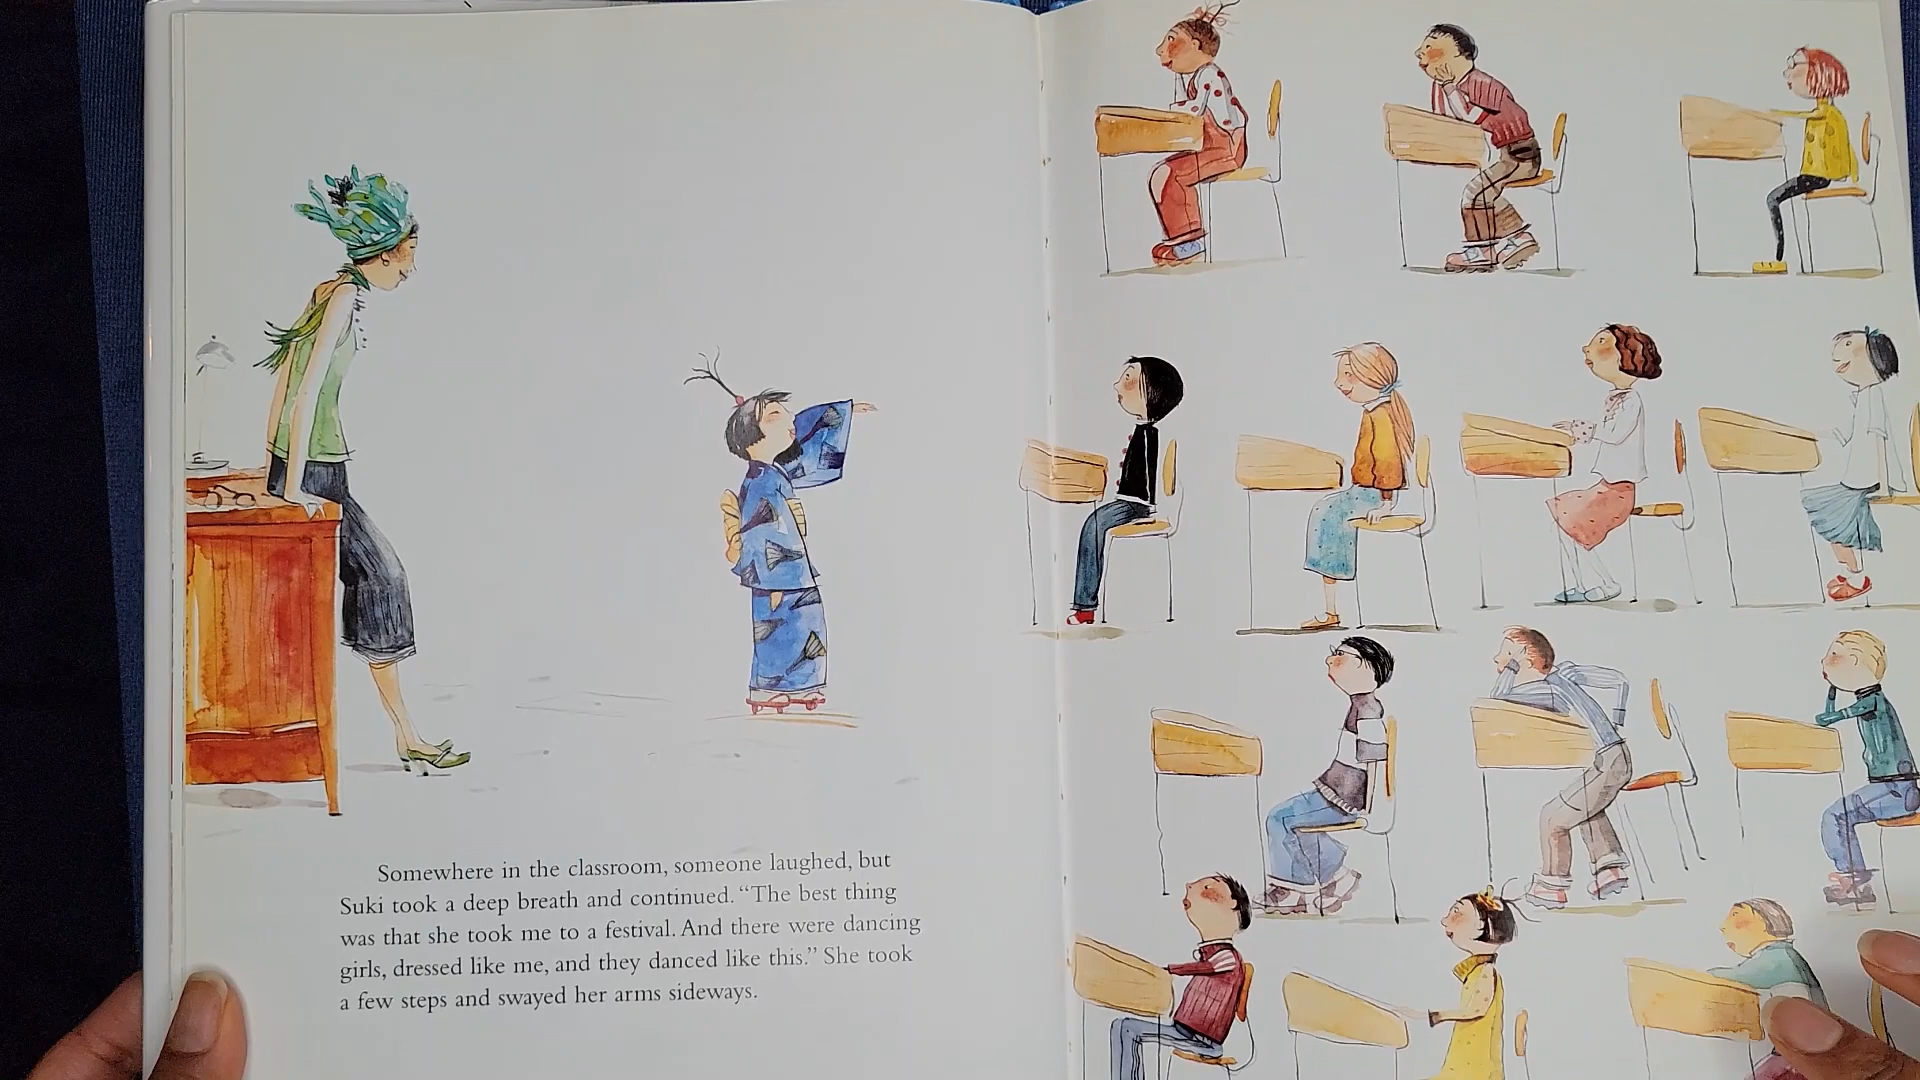 Somewhere in the classroom, someone laughed, but
Suki took a deep breath and continued. “The best thing
was that she took me to a festival. And there were dancing
girls, dressed like me, and they danced like this.” She took
a few steps and swayed her arms sideways.